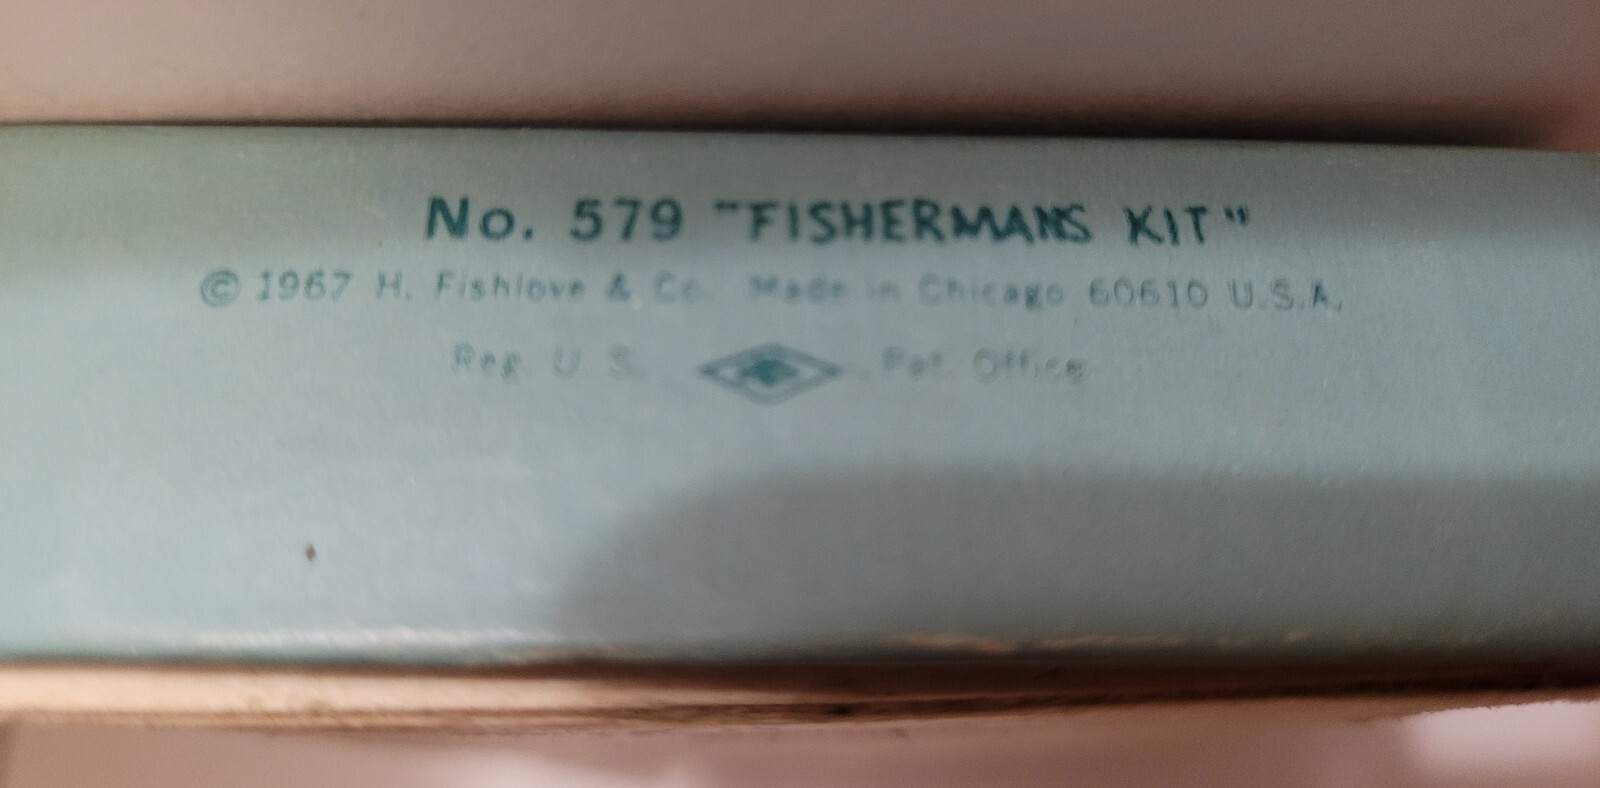 No. 579 "FISHERMANS KIT"
© 1967 H. Fishlove & Co. Made in Chicago 60610 U.S.A.
Reg. U. S. Pat. Office